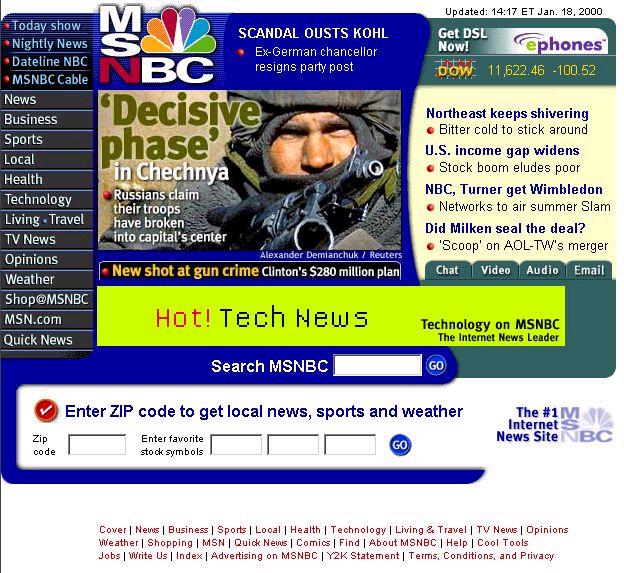 Updated: 14:17 ET Jan. 18, 2000
Today show
Nightly News
Dateline NBC
MSNBC Cable
MSNBC
SCANDAL OUSTS KOHL
Ex-German chancellor
resigns party post
Get DSL
Now!
ephones
DOW 11,622.46 -100.52
News
Business
Sports
Local
Health
Technology
Living • Travel
TV News
Opinions
Weather
Shop@MSNBC
MSN.com
Quick News
'Decisive
phase'
in Chechnya
Russians claim
their troops
have broken
into capital's center
Alexander Demianchuk / Reuters
New shot at gun crime Clinton's $280 million plan
Northeast keeps shivering
Bitter cold to stick around
U.S. income gap widens
Stock boom eludes poor
NBC, Turner get Wimbledon
Networks to air summer Slam
Did Milken seal the deal?
'Scoop' on AOL-TW's merger
Chat Video Audio Email
Hot! Tech News
Technology on MSNBC
The Internet News Leader
Search MSNBC GO
Enter ZIP code to get local news, sports and weather
Zip
code
Enter favorite
stock symbols
GO
The #1
Internet
News Site
MSNBC
Cover | News | Business | Sports | Local | Health | Technology | Living & Travel | TV News | Opinions
Weather | Shopping | MSN | Quick News | Comics | Find | About MSNBC | Help | Cool Tools
Jobs | Write Us | Index | Advertising on MSNBC | Y2K Statement | Terms, Conditions, and Privacy